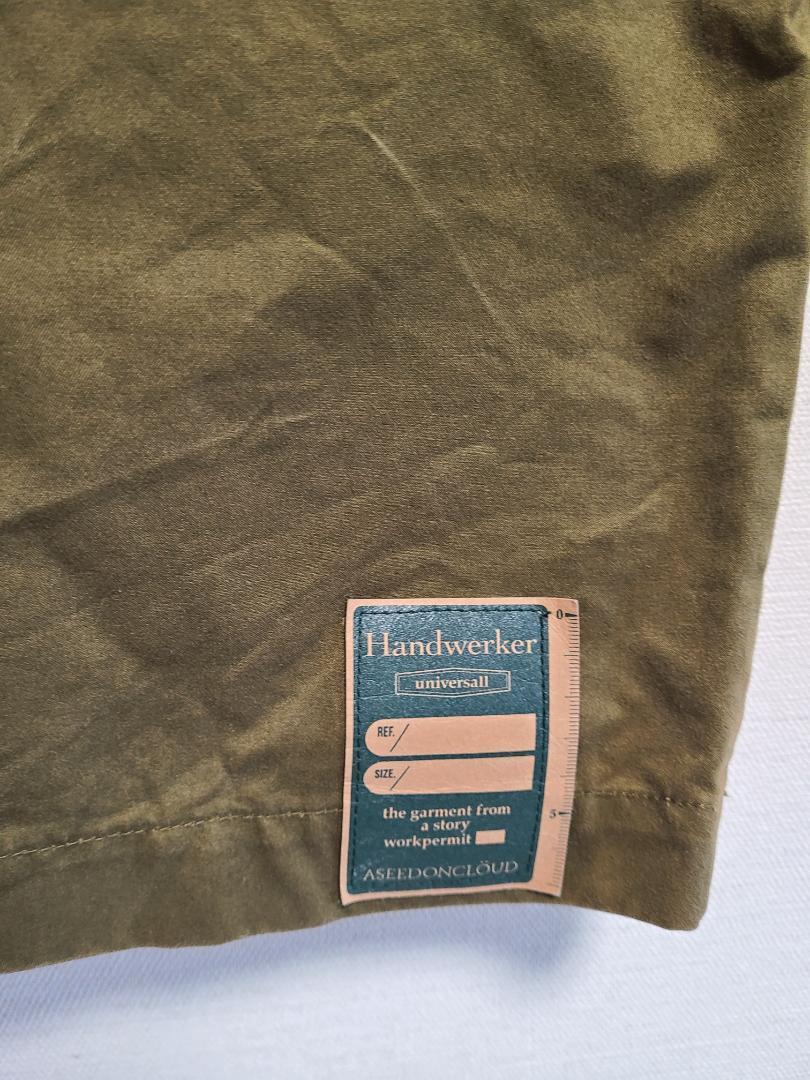 Handwerker
universall
REF. /
SIZE. /
the garment from
a story
workpermit
ASEEDONCLÖUD
0
5